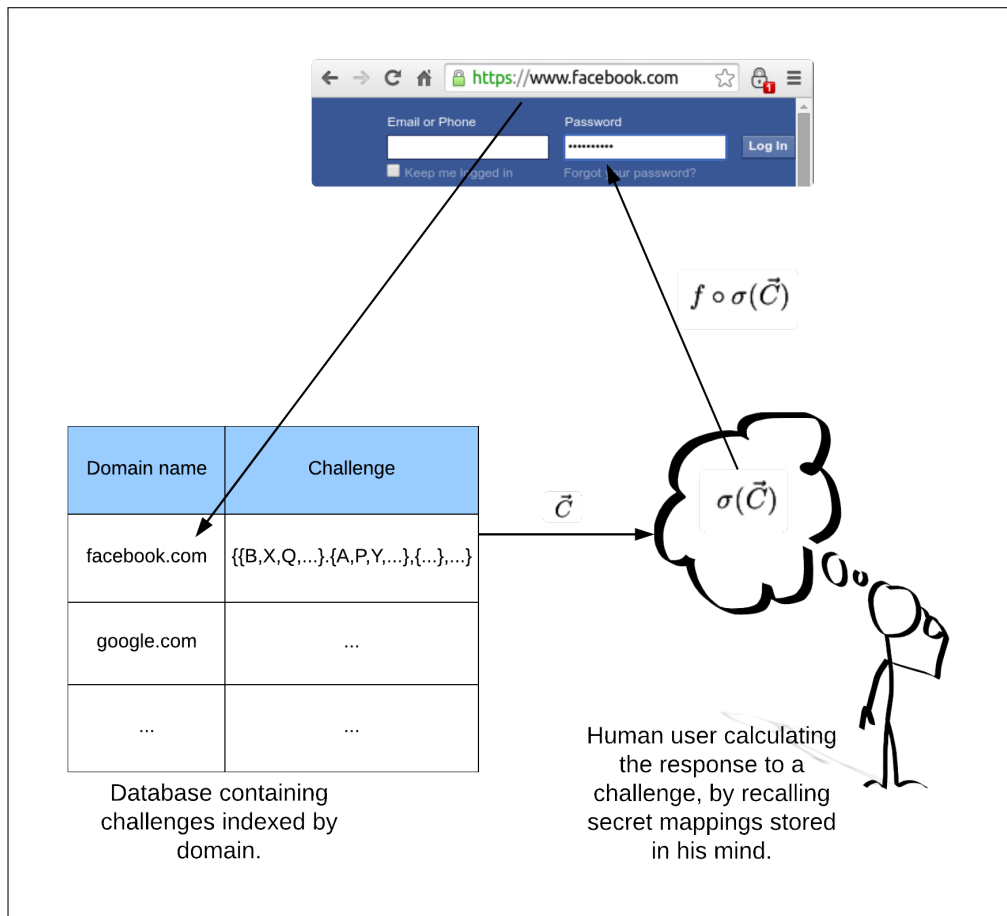 https://www.facebook.com
1
Email or Phone Password
•••••••••• Log In
Keep me logged in Forgot your password?
f ∘ σ(C⃗)
Domain name Challenge
C⃗
σ(C⃗)
facebook.com {{B,X,Q,...}.{A,P,Y,...},{...},...}
google.com ...
... ...
Database containing
challenges indexed by
domain.
Human user calculating
the response to a
challenge, by recalling
secret mappings stored
in his mind.